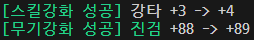 [스킬강화 성공] 강타 +3 -> +4
[무기강화 성공] 진검 +88 -> +89